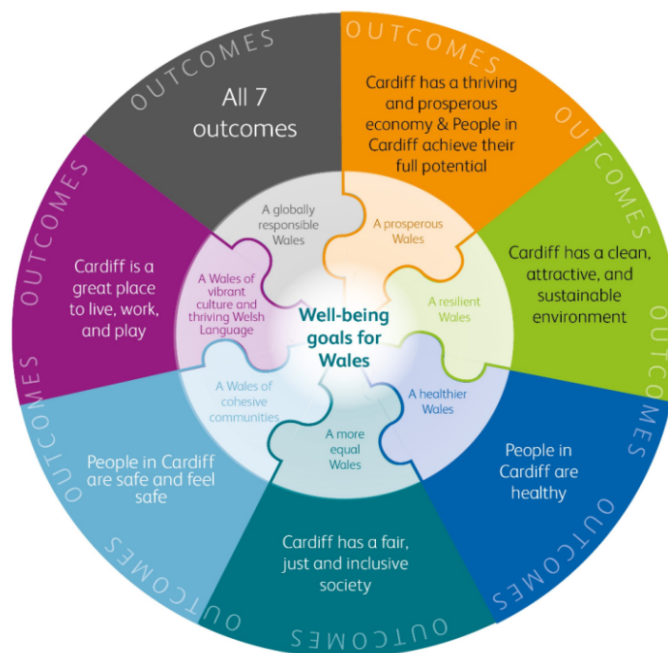 OUTCOMES
All 7
outcomes
OUTCOMES
Cardiff has a thriving
and prosperous
economy & People in
Cardiff achieve their
full potential
OUTCOMES
OUTCOMES
Cardiff has a clean,
attractive, and
sustainable
environment
OUTCOMES
People in
Cardiff are
healthy
OUTCOMES
OUTCOMES
Cardiff has a fair,
just and inclusive
society
OUTCOMES
OUTCOMES
People in Cardiff
are safe and feel
safe
OUTCOMES
OUTCOMES
Cardiff is a
great place
to live, work,
and play
OUTCOMES
A globally
responsible
Wales
A prosperous
Wales
A resilient
Wales
A healthier
Wales
A more
equal
Wales
A Wales of
cohesive
communities
A Wales of
vibrant
culture and
thriving Welsh
Language
Well-being
goals for
Wales